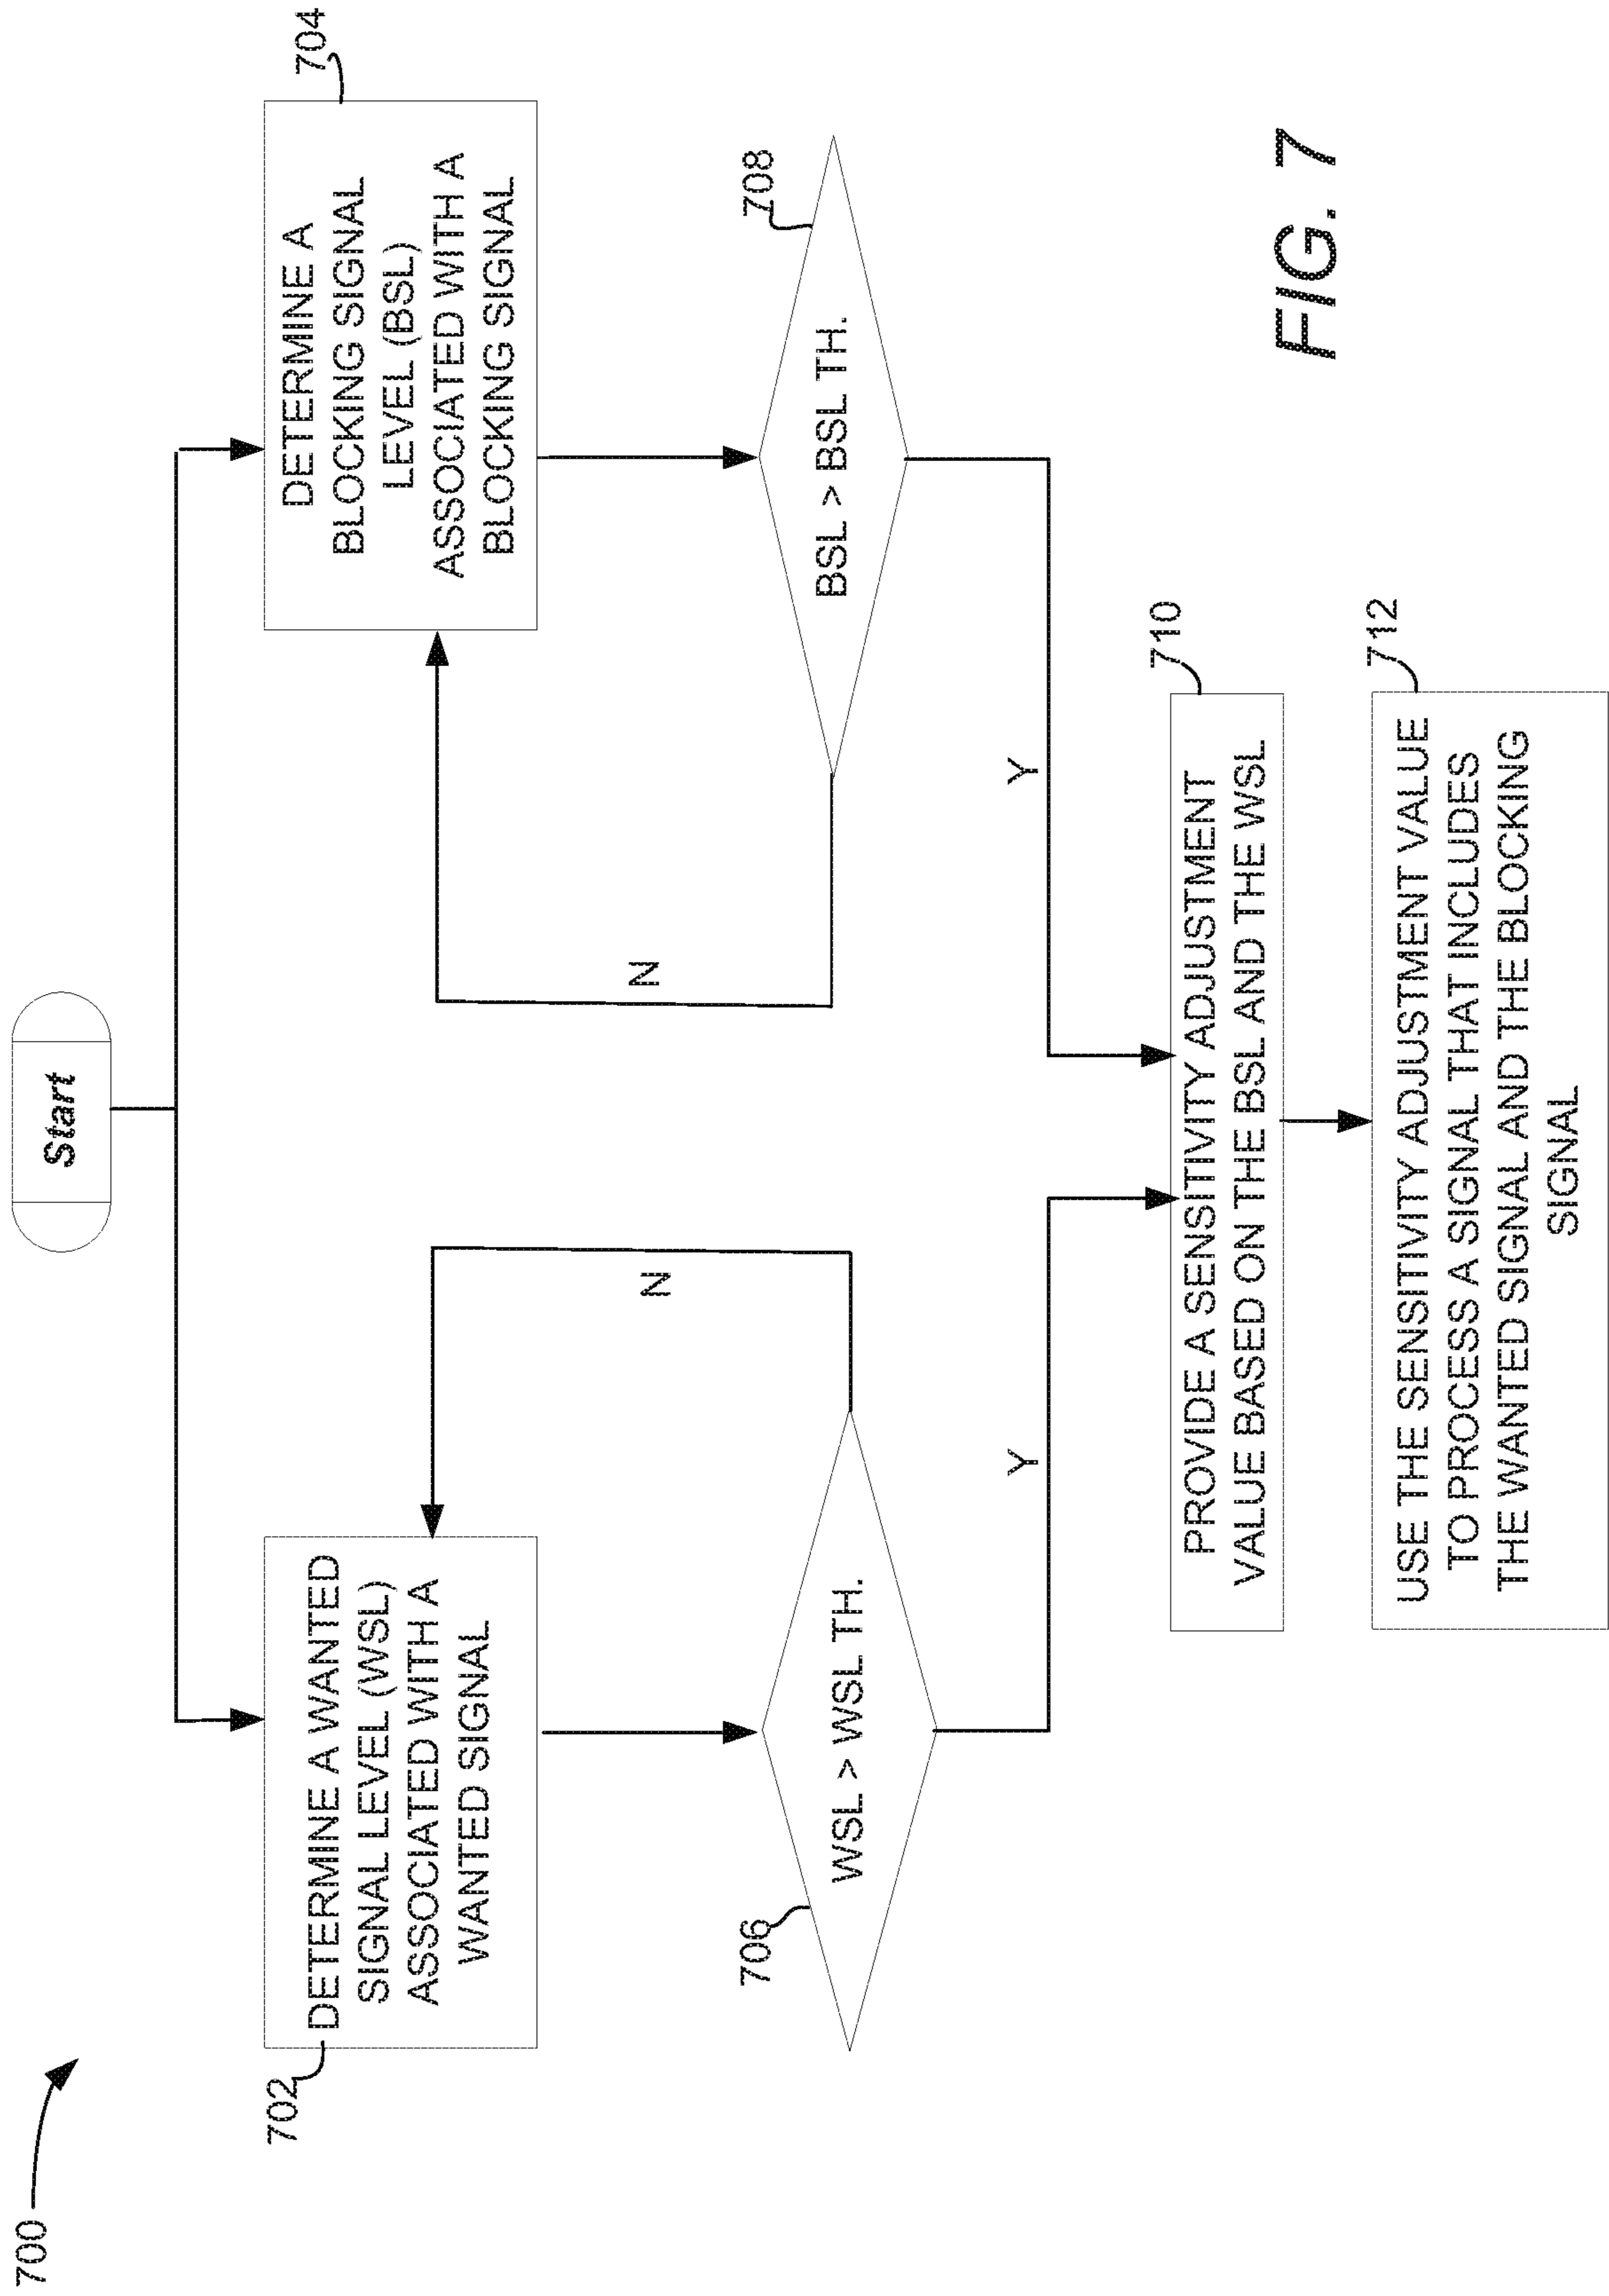 700
Start
702
DETERMINE A WANTED
SIGNAL LEVEL (WSL)
ASSOCIATED WITH A
WANTED SIGNAL
704
DETERMINE A
BLOCKING SIGNAL
LEVEL (BSL)
ASSOCIATED WITH A
BLOCKING SIGNAL
N
N
706
WSL > WSL TH.
708
BSL > BSL TH.
Y
Y
710
PROVIDE A SENSITIVITY ADJUSTMENT
VALUE BASED ON THE BSL AND THE WSL
712
USE THE SENSITIVITY ADJUSTMENT VALUE
TO PROCESS A SIGNAL THAT INCLUDES
THE WANTED SIGNAL AND THE BLOCKING
SIGNAL
FIG. 7